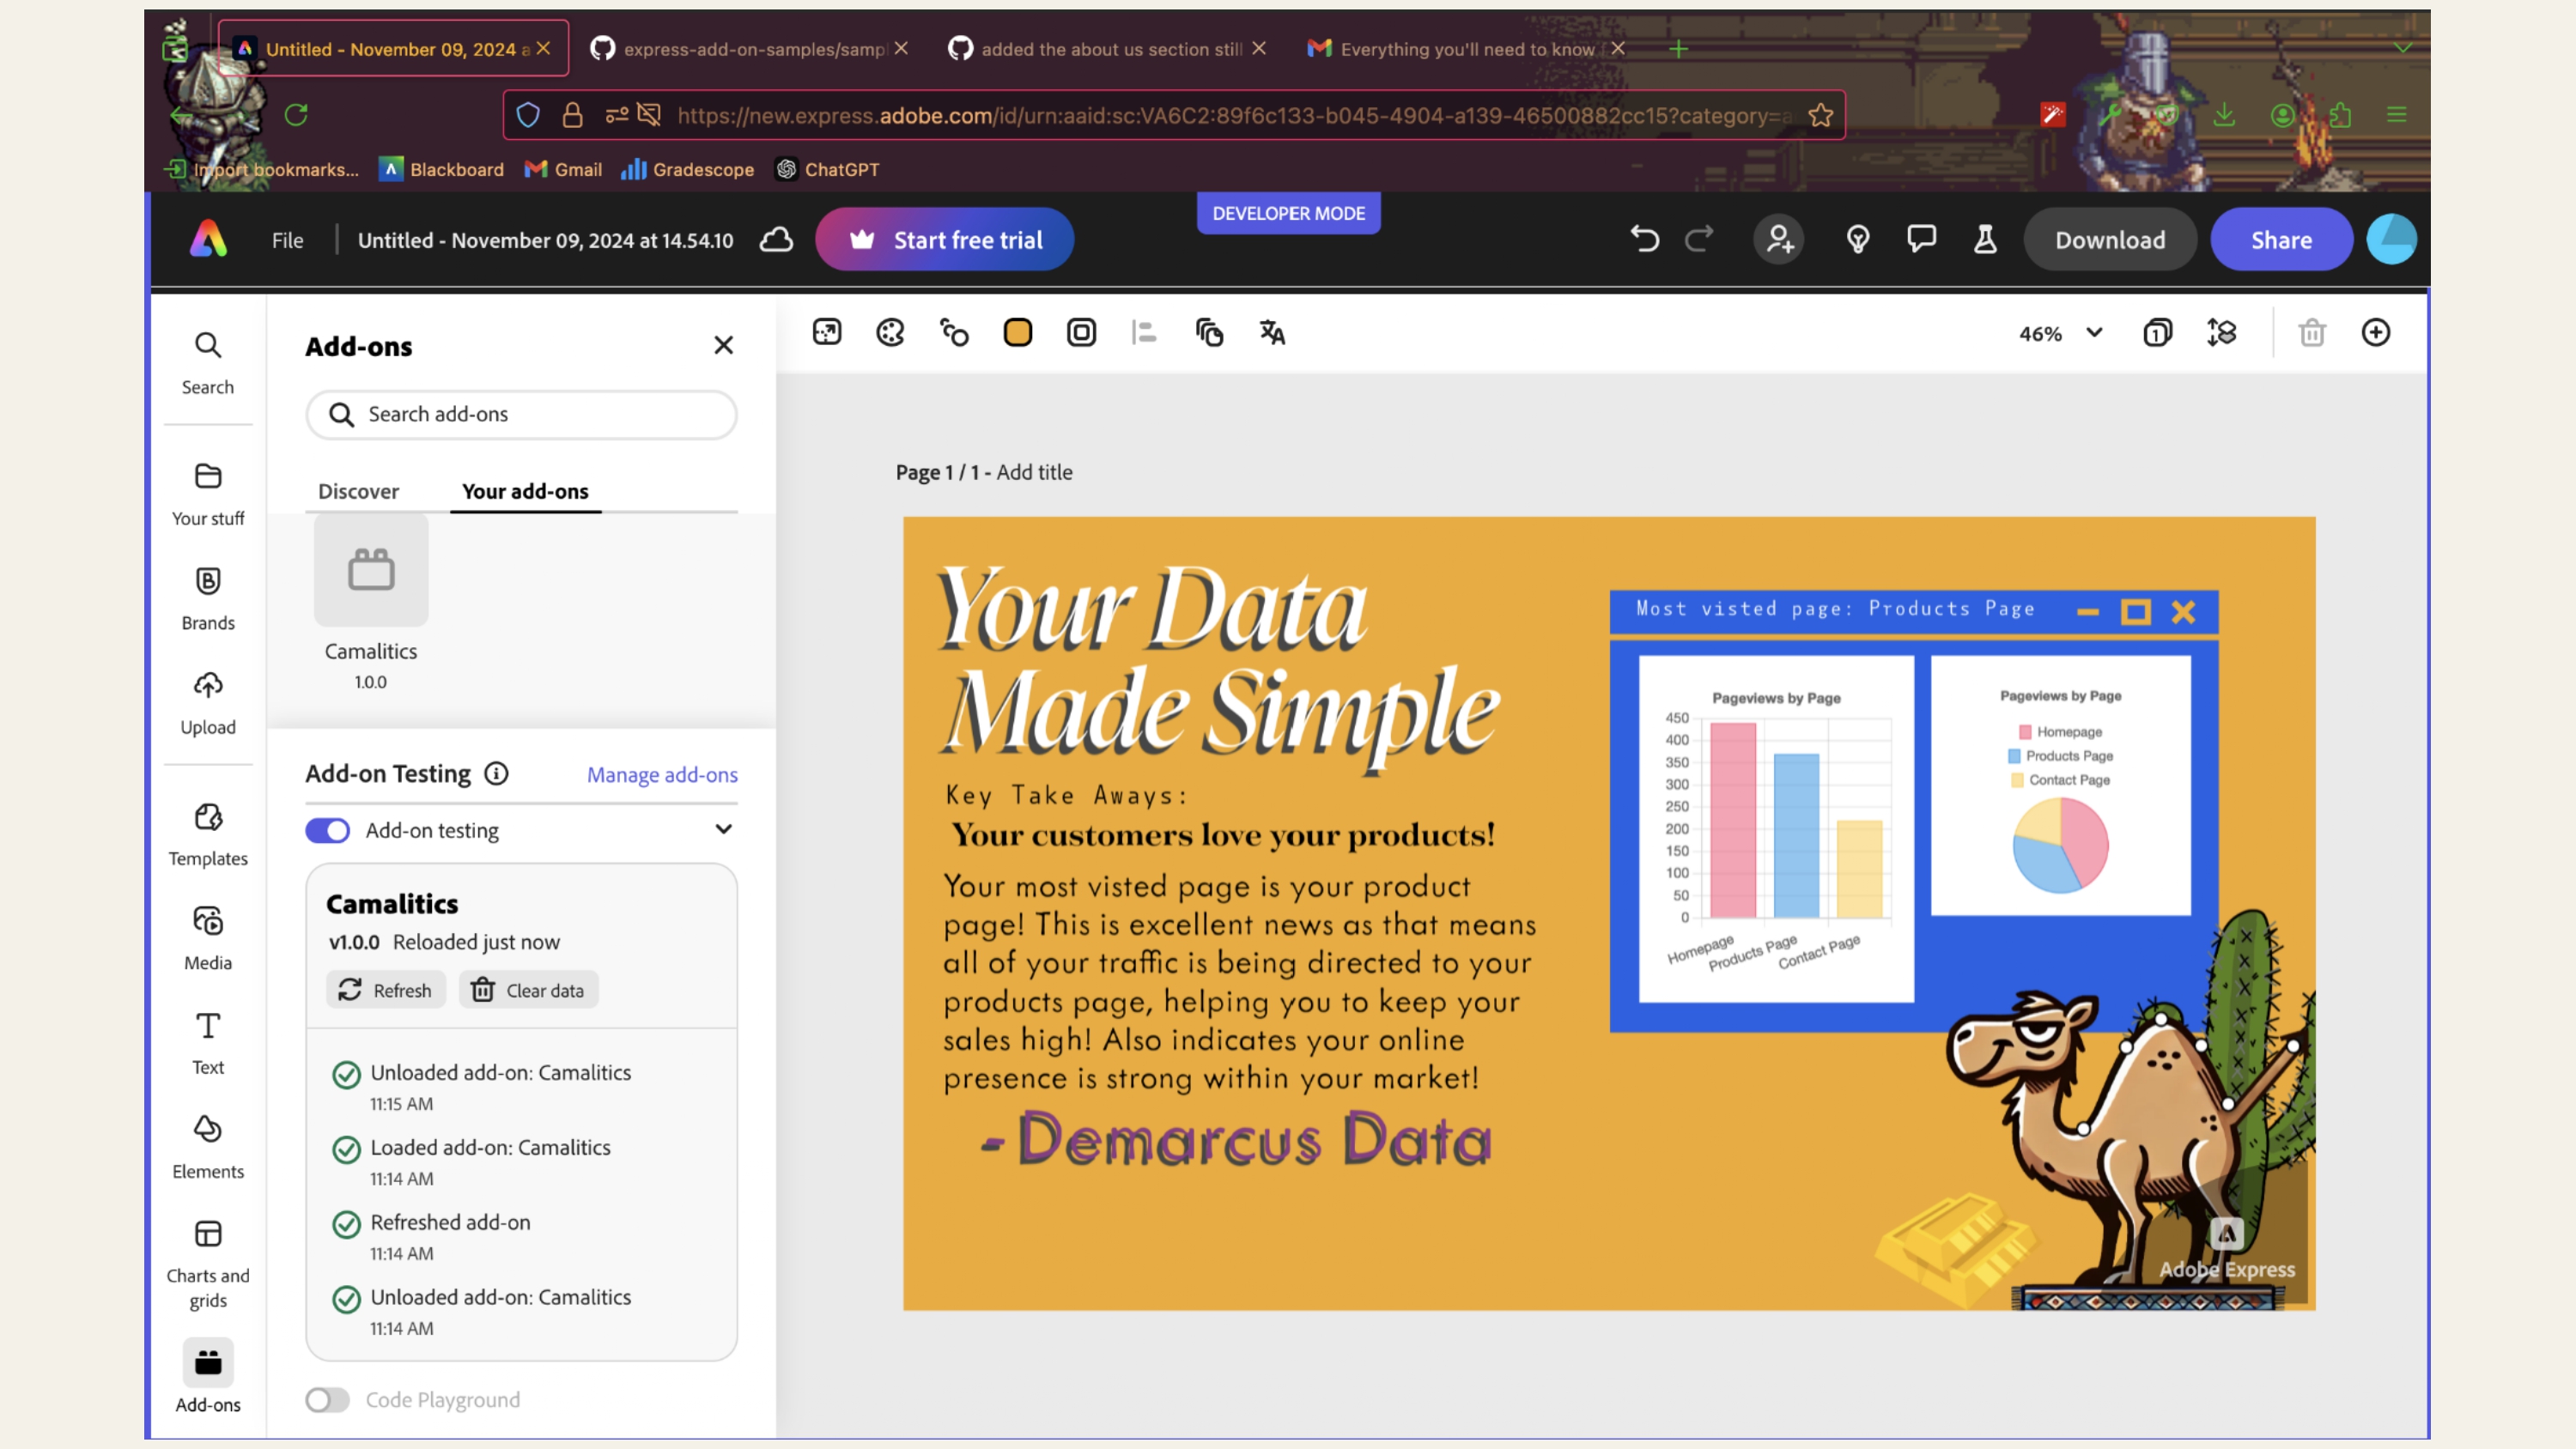 Untitled - November 09, 2024 a
express-add-on-samples/samp
added the about us section still
Everything you'll need to know
https://new.express.adobe.com/id/urn:aaid:sc:VA6C2:89f6c133-b045-4904-a139-46500882cc15?category=a
Import bookmarks...
Blackboard
Gmail
Gradescope
ChatGPT
File
Untitled - November 09, 2024 at 14.54.10
Start free trial
DEVELOPER MODE
Download
Share
Search
Your stuff
Brands
Upload
Templates
Media
Text
Elements
Charts and
grids
Add-ons
Add-ons
Search add-ons
Discover
Your add-ons
Camalitics
1.0.0
Add-on Testing
Manage add-ons
Add-on testing
Camalitics
v1.0.0 Reloaded just now
Refresh
Clear data
Unloaded add-on: Camalitics
11:15 AM
Loaded add-on: Camalitics
11:14 AM
Refreshed add-on
11:14 AM
Unloaded add-on: Camalitics
11:14 AM
Code Playground
46%
1
Page 1 / 1 - Add title
Your Data
Made Simple
Key Take Aways:
Your customers love your products!
Your most visted page is your product
page! This is excellent news as that means
all of your traffic is being directed to your
products page, helping you to keep your
sales high! Also indicates your online
presence is strong within your market!
- Demarcus Data
Most visted page: Products Page
Pageviews by Page
450
400
350
300
250
200
150
100
50
0
Homepage
Products Page
Contact Page
Pageviews by Page
Homepage
Products Page
Contact Page
Adobe Express